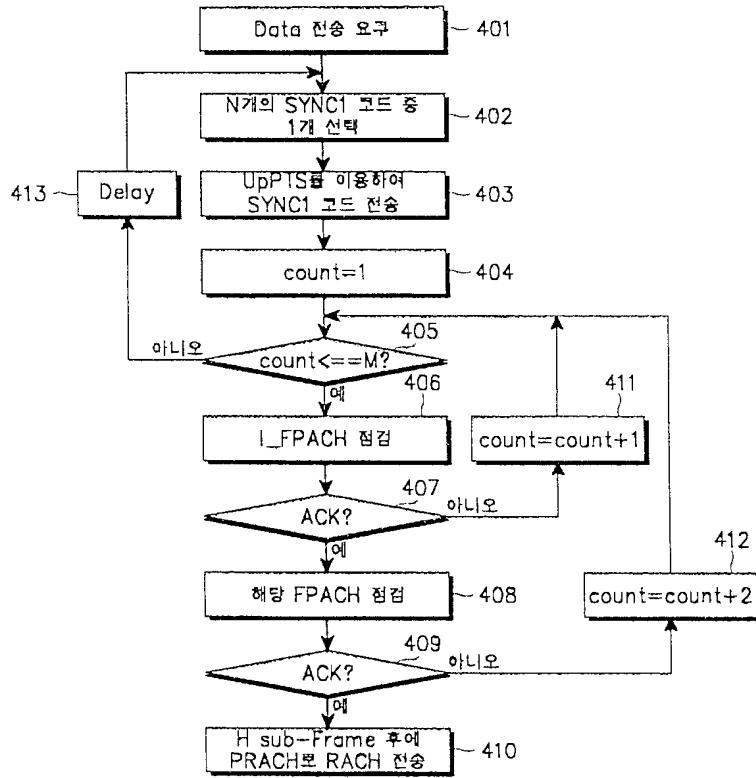 Data 전송 요구
401
N개의 SYNC1 코드 중
1개 선택
402
413
Delay
UpPTS를 이용하여
SYNC1 코드 전송
403
count=1
404
아니오
count<==M?
405
예
406
I_FPACH 점검
411
count=count+1
407
ACK?
아니오
예
412
해당 FPACH 점검
408
count=count+2
409
ACK?
아니오
예
H sub-Frame 후에
PRACH로 RACH 전송
410